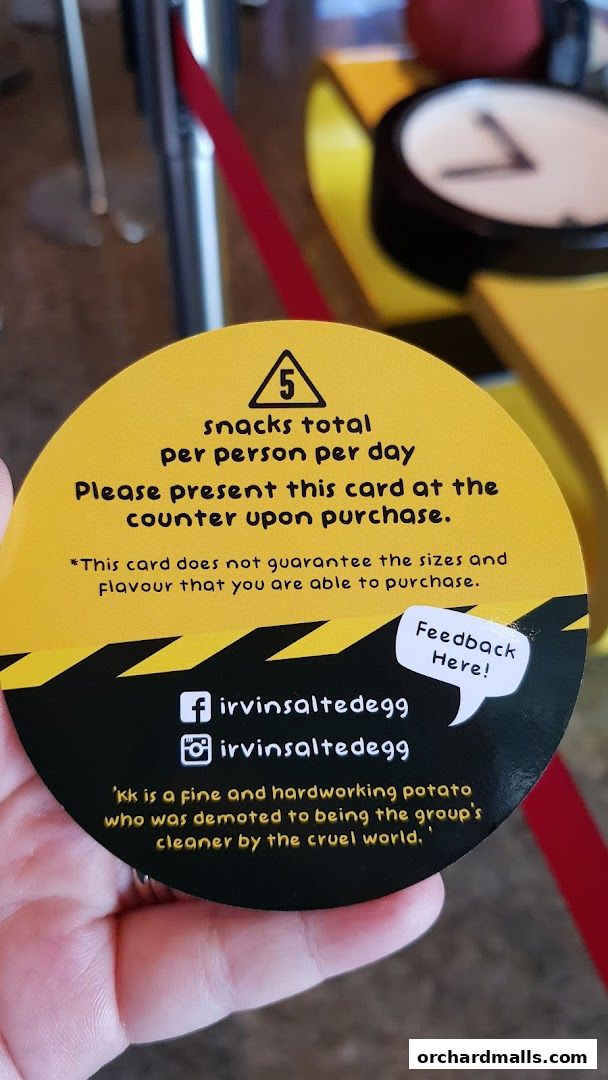 5
snacks total
per person per day
Please present this card at the
counter upon purchase.
*This card does not guarantee the sizes and
flavour that you are able to purchase.
Feedback
Here!
irvinsaltedegg
irvinsaltedegg
'Kk is a fine and hardworking potato
who was demoted to being the group's
cleaner by the cruel world. '
orchardmalls.com